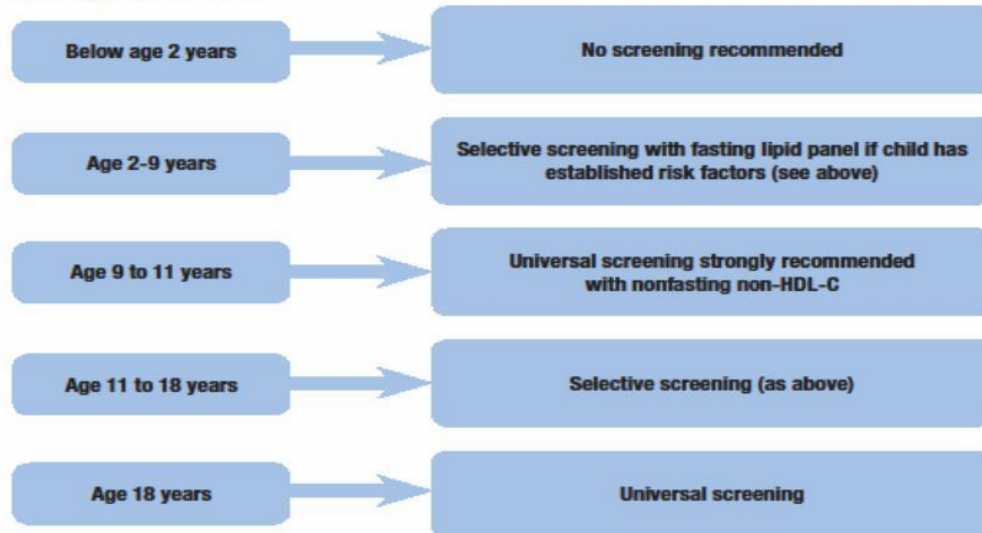 Below age 2 years
No screening recommended
Age 2-9 years
Selective screening with fasting lipid panel if child has
established risk factors (see above)
Age 9 to 11 years
Universal screening strongly recommended
with nonfasting non-HDL-C
Age 11 to 18 years
Selective screening (as above)
Age 18 years
Universal screening